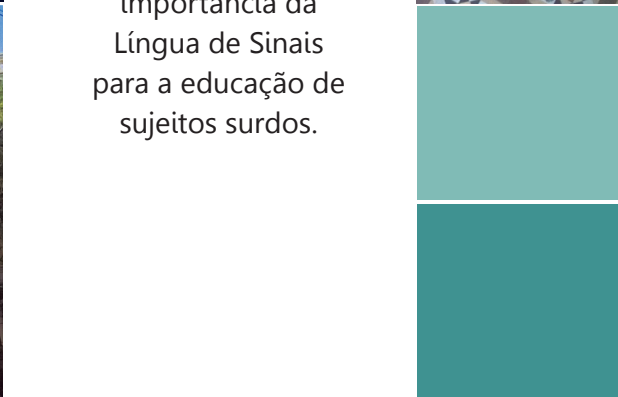 importância da
Língua de Sinais
para a educação de
sujeitos surdos.